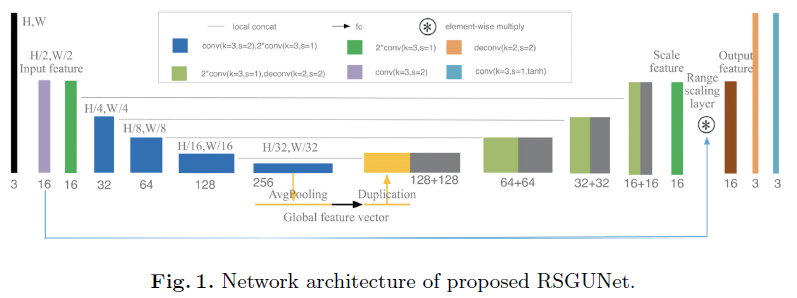 H,W
local concat
fc
element-wise multiply
conv(k=3,s=2),2*conv(k=3,s=1)
2*conv(k=3,s=1)
deconv(k=2,s=2)
2*conv(k=3,s=1),deconv(k=2,s=2)
conv(k=3,s=2)
conv(k=3,s=1,tanh)
H/2,W/2
Input feature
H/4,W/4
H/8,W/8
H/16,W/16
H/32,W/32
Scale
feature
Range
scaling
layer
Output
feature
3
16
16
32
64
128
256
128+128
64+64
32+32
16+16
16
16
3
3
AvgPooling
Duplication
Global feature vector
Fig. 1. Network architecture of proposed RSGUNet.